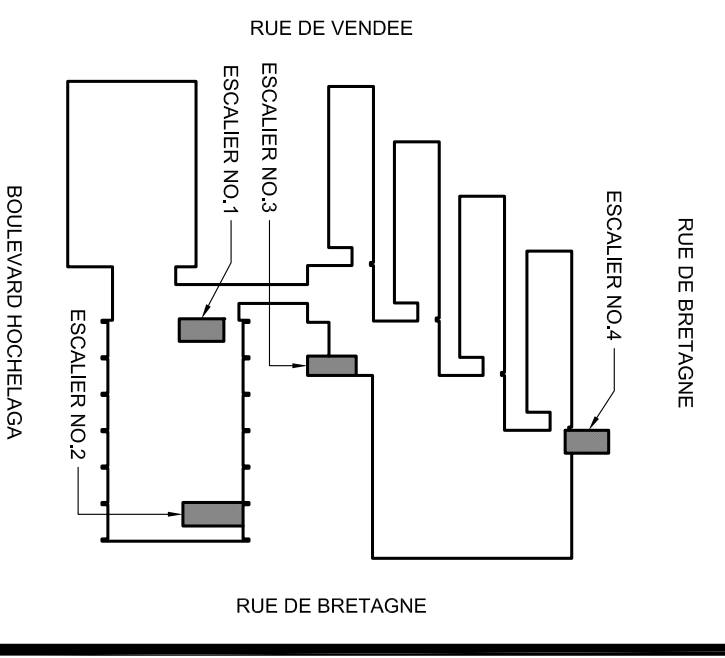 RUE DE VENDEE
ESCALIER NO.1
ESCALIER NO.3
BOULEVARD HOCHELAGA
ESCALIER NO.2
ESCALIER NO.4
RUE DE BRETAGNE
RUE DE BRETAGNE